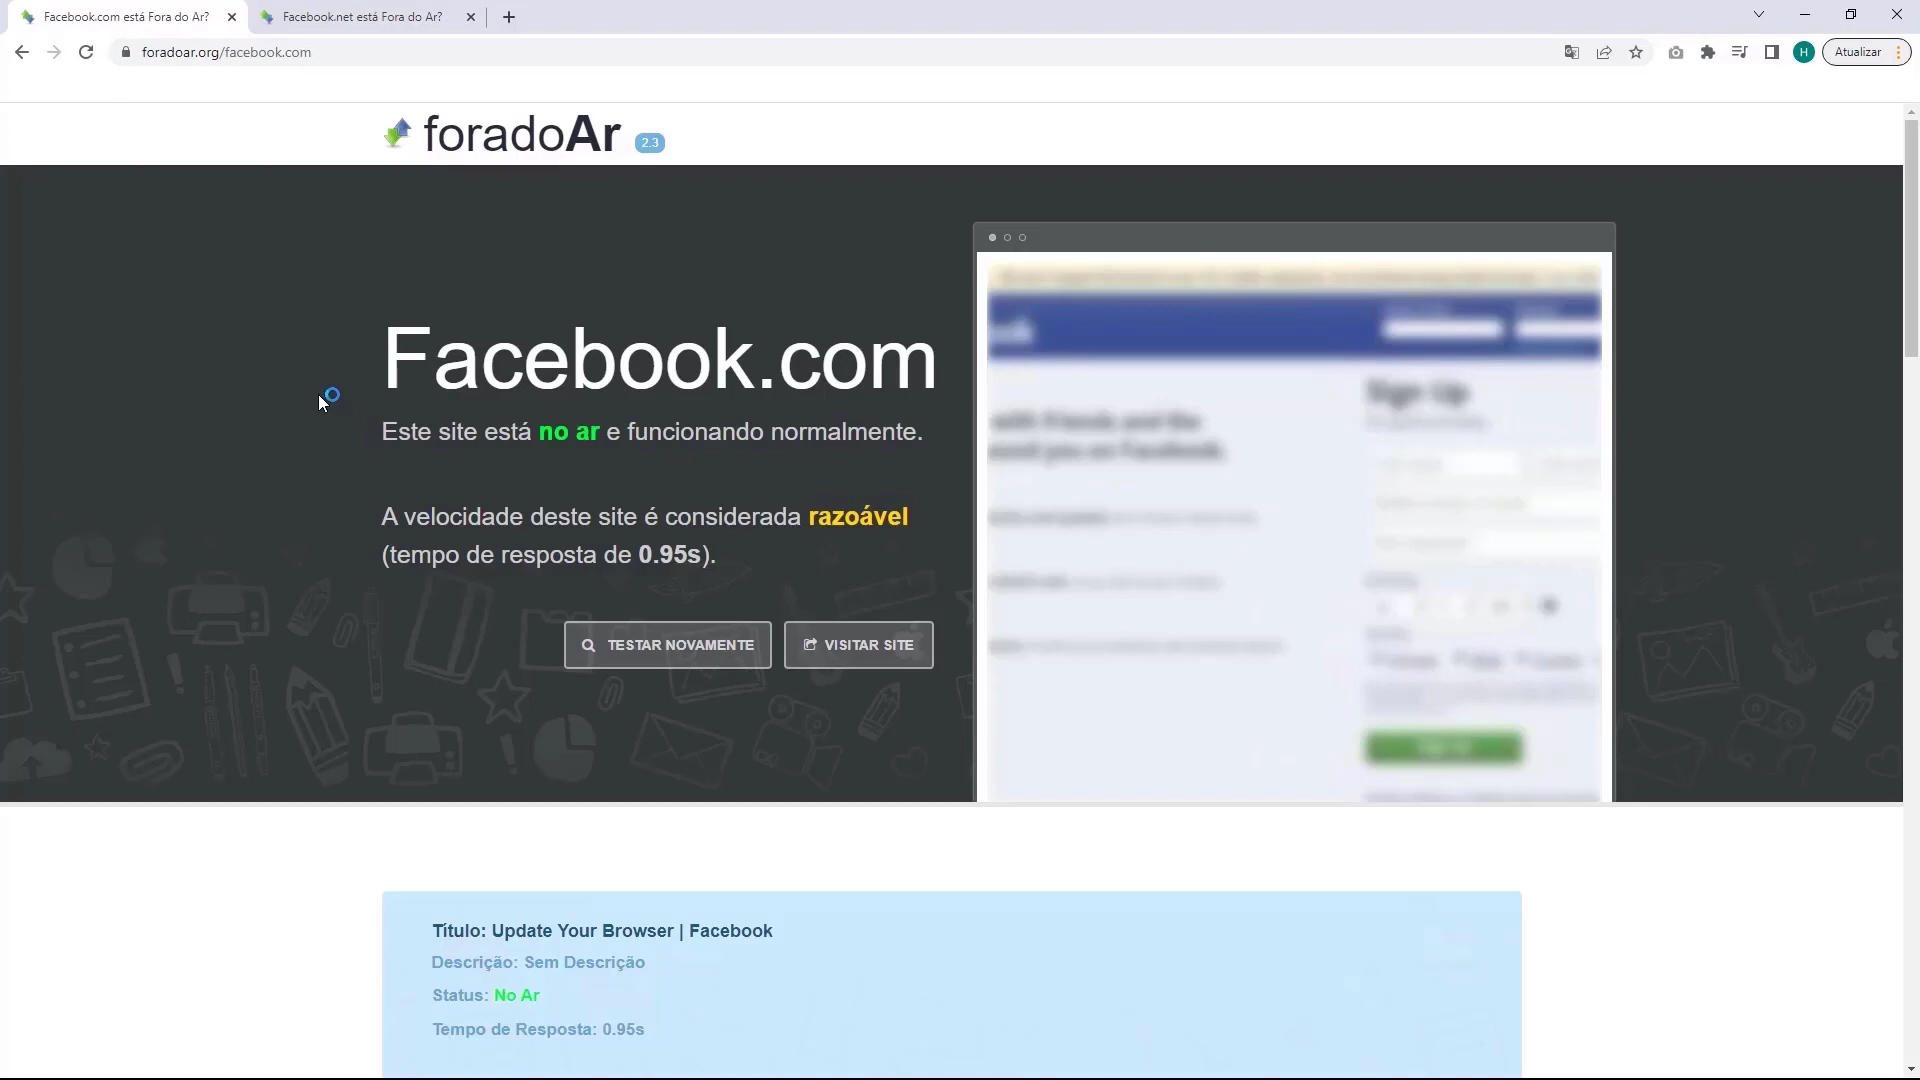 Facebook.com está Fora do Ar?
Facebook.net está Fora do Ar?
foradoar.org/facebook.com
H
Atualizar
foradoAr 2.3
Facebook.com
Este site está no ar e funcionando normalmente.
A velocidade deste site é considerada razoável
(tempo de resposta de 0.95s).
TESTAR NOVAMENTE
VISITAR SITE
Sign Up
Título: Update Your Browser | Facebook
Descrição: Sem Descrição
Status: No Ar
Tempo de Resposta: 0.95s